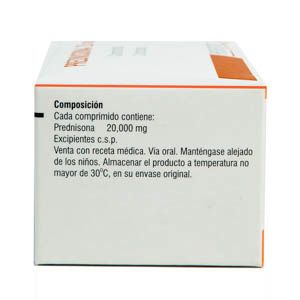 Composición
Cada comprimido contiene:
Prednisona 20,000 mg
Excipientes c.s.p.
Venta con receta médica. Vía oral. Manténgase alejado
de los niños. Almacenar el producto a temperatura no
mayor de 30°C, en su envase original.